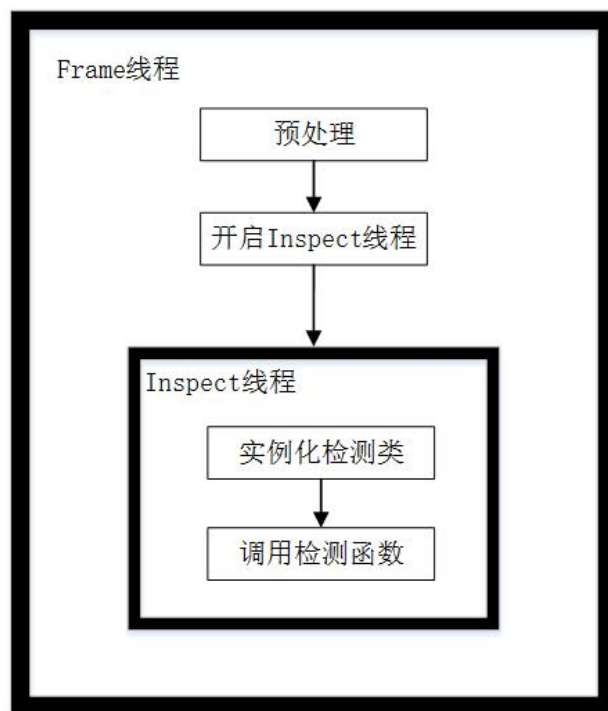 Frame线程
预处理
开启Inspect线程
Inspect线程
实例化检测类
调用检测函数